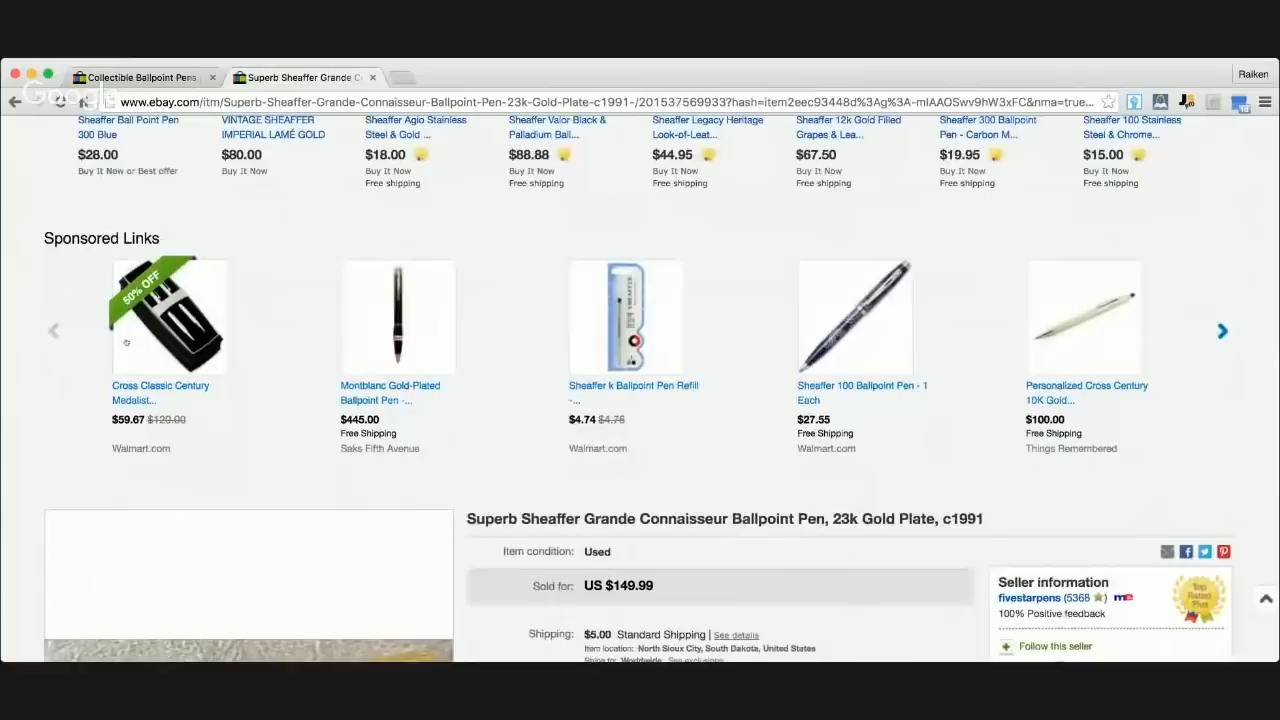 Collectible Ballpoint Pens
Superb Sheaffer Grande C
Raiken
Google
www.ebay.com/itm/Superb-Sheaffer-Grande-Connaisseur-Ballpoint-Pen-23k-Gold-Plate-c1991-/201537569933?hash=item2eec93448d%3Ag%3A-mIAAOSwv9hW3xFC&nma=true...
Sheaffer Ball Point Pen
300 Blue
$28.00
Buy It Now or Best offer
VINTAGE SHEAFFER
IMPERIAL LAMÉ GOLD
$80.00
Buy It Now
Sheaffer Agio Stainless
Steel & Gold ...
$18.00
Buy It Now
Free shipping
Sheaffer Valor Black &
Palladium Ball...
$88.88
Buy It Now
Free shipping
Sheaffer Legacy Heritage
Look-of-Leat...
$44.95
Buy It Now
Free shipping
Sheaffer 12k Gold Filled
Grapes & Lea...
$67.50
Buy It Now
Free shipping
Sheaffer 300 Ballpoint
Pen - Carbon M...
$19.95
Buy It Now
Free shipping
Sheaffer 100 Stainless
Steel & Chrome...
$15.00
Buy It Now
Free shipping
Sponsored Links
50% OFF
Cross Classic Century
Medalist...
$59.67 $120.00
Walmart.com
Montblanc Gold-Plated
Ballpoint Pen -...
$445.00
Free Shipping
Saks Fifth Avenue
SHEAFFER
Sheaffer k Ballpoint Pen Refill
-...
$4.74 $4.76
Walmart.com
Sheaffer 100 Ballpoint Pen - 1
Each
$27.55
Free Shipping
Walmart.com
Personalized Cross Century
10K Gold...
$100.00
Free Shipping
Things Remembered
Superb Sheaffer Grande Connaisseur Ballpoint Pen, 23k Gold Plate, c1991
Item condition: Used
Sold for: US $149.99
Shipping: $5.00 Standard Shipping | See details
Item location: North Sioux City, South Dakota, United States
Ships to: Worldwide See exclusions
Seller information
fivestarpens (5368 ) me
100% Positive feedback
Top
Rated
Plus
Follow this seller